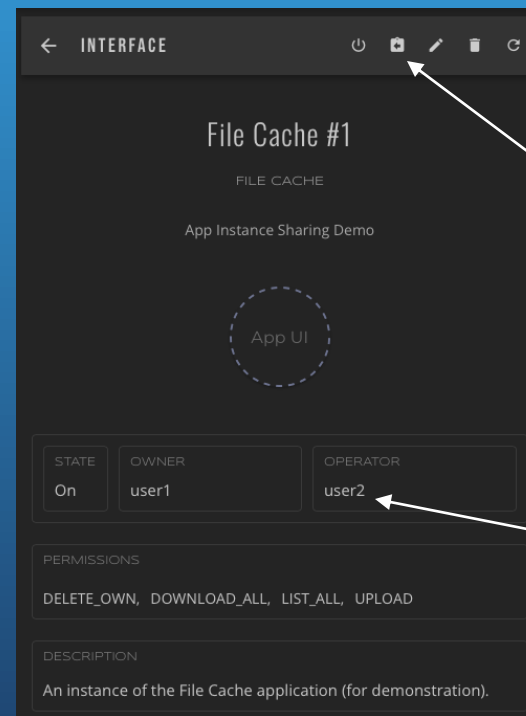 INTERFACE
File Cache #1
FILE CACHE
App Instance Sharing Demo
App UI
STATE OWNER OPERATOR
On user1 user2
PERMISSIONS
DELETE_OWN, DOWNLOAD_ALL, LIST_ALL, UPLOAD
DESCRIPTION
An instance of the File Cache application (for demonstration).